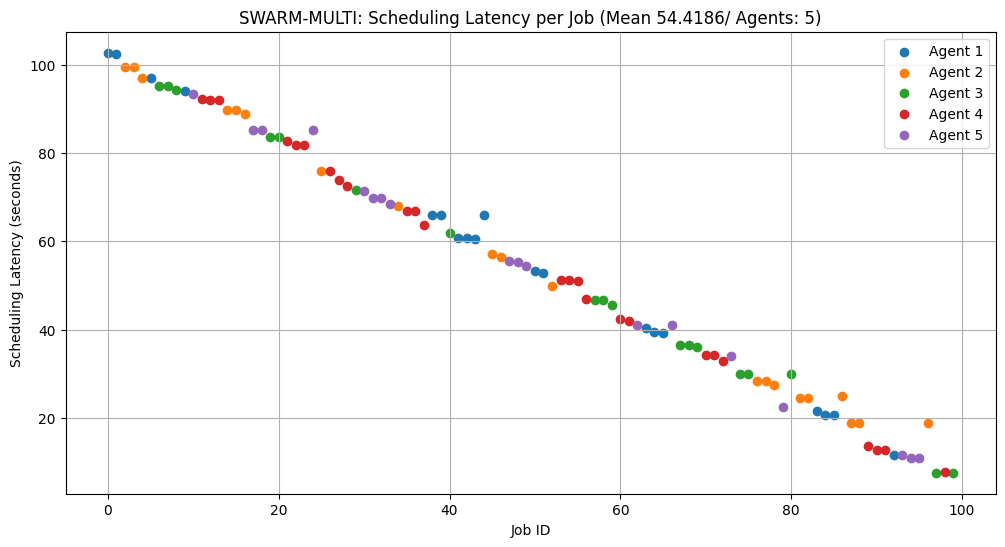 SWARM-MULTI: Scheduling Latency per Job (Mean 54.4186/ Agents: 5)
Agent 1
Agent 2
Agent 3
Agent 4
Agent 5
Scheduling Latency (seconds)
100
80
60
40
20
0
20
40
60
80
100
Job ID